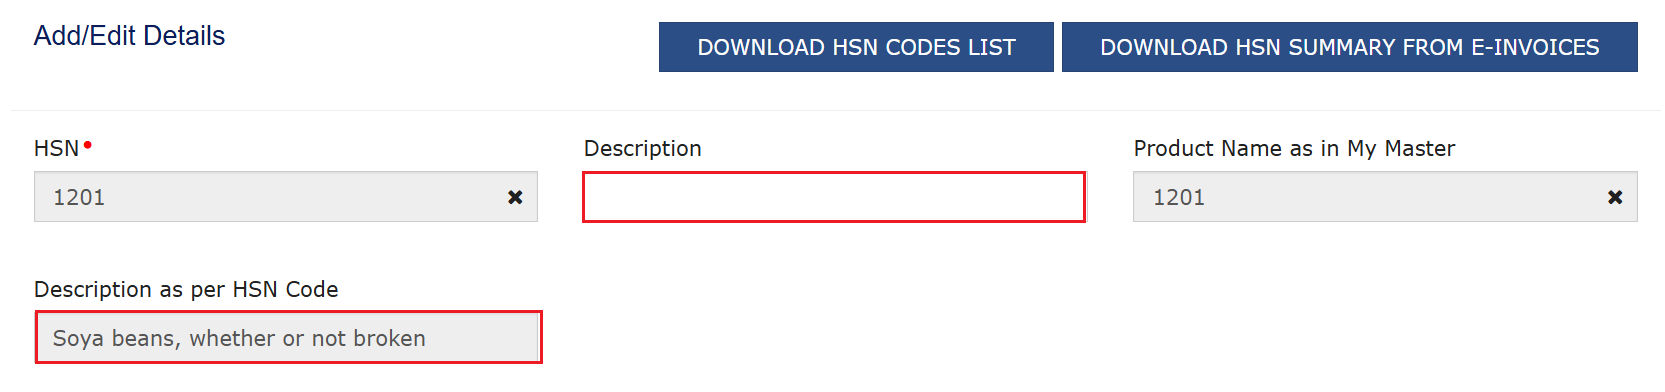 Add/Edit Details
DOWNLOAD HSN CODES LIST
DOWNLOAD HSN SUMMARY FROM E-INVOICES
HSN
Description
Product Name as in My Master
1201
1201
Description as per HSN Code
Soya beans, whether or not broken